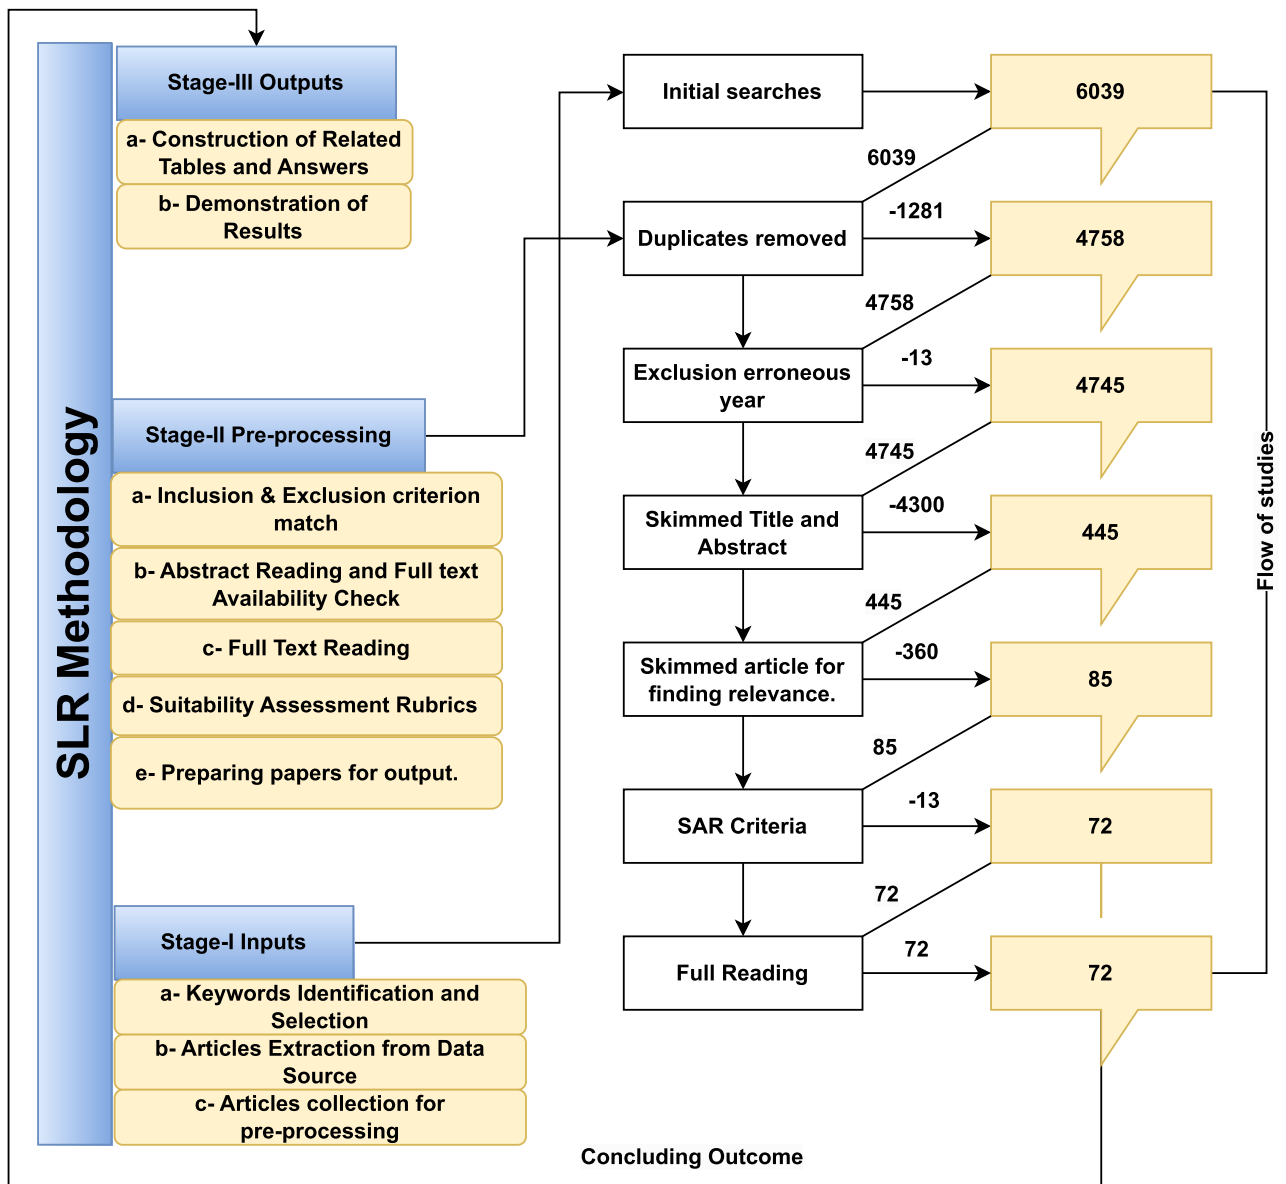 SLR Methodology
Stage-III Outputs
a- Construction of Related
Tables and Answers
b- Demonstration of
Results
Stage-II Pre-processing
a- Inclusion & Exclusion criterion
match
b- Abstract Reading and Full text
Availability Check
c- Full Text Reading
d- Suitability Assessment Rubrics
e- Preparing papers for output.
Stage-I Inputs
a- Keywords Identification and
Selection
b- Articles Extraction from Data
Source
c- Articles collection for
pre-processing
Initial searches
6039
6039
Duplicates removed
-1281
4758
4758
Exclusion erroneous
year
-13
4745
4745
Skimmed Title and
Abstract
-4300
445
445
Skimmed article for
finding relevance.
-360
85
85
SAR Criteria
-13
72
72
Full Reading
72
72
Flow of studies
Concluding Outcome